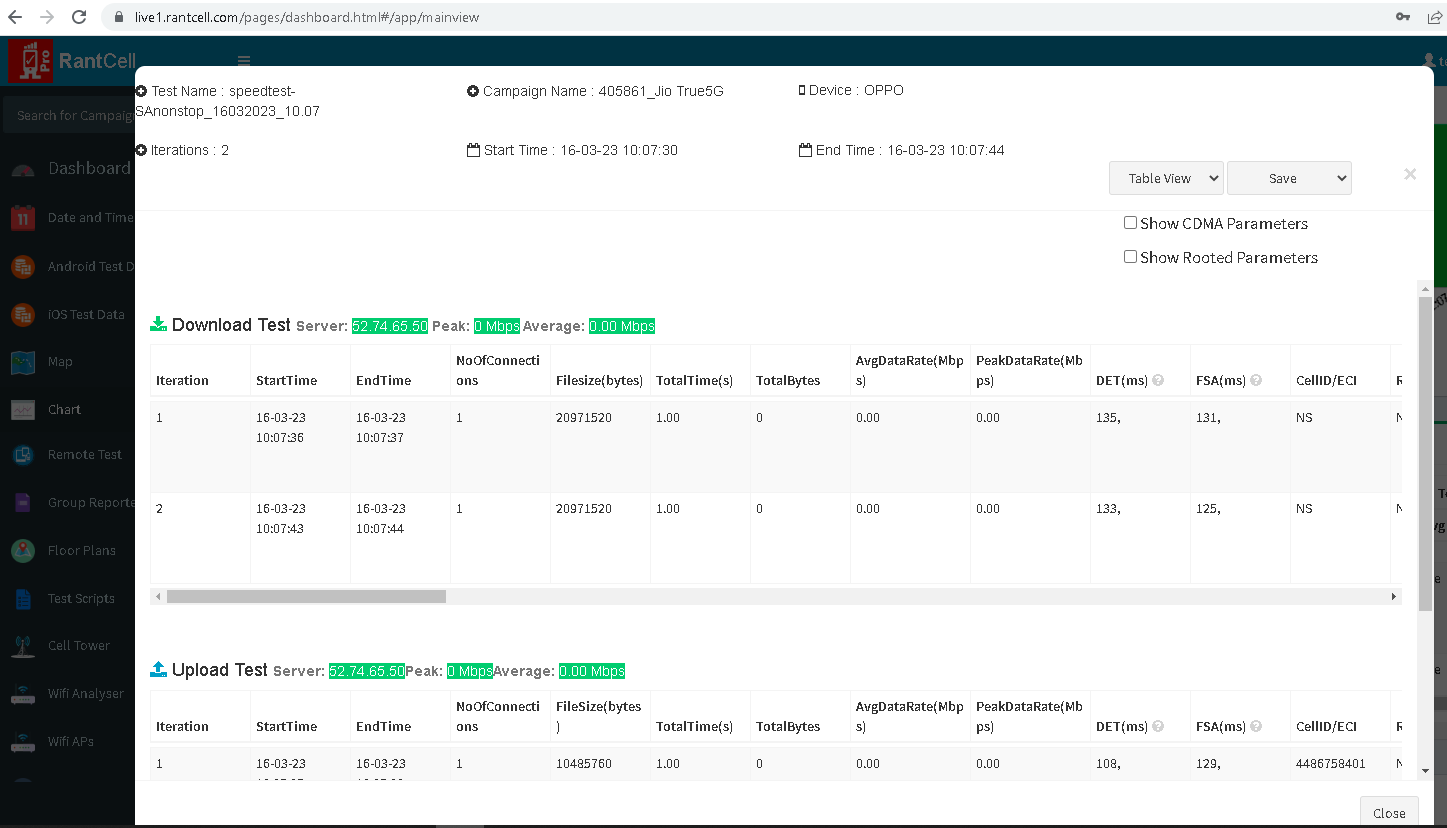 live1.rantcell.com/pages/dashboard.html#/app/mainview
Pro RantCell
Test Name : speedtest-
SAnonstop_16032023_10.07
Campaign Name : 405861_Jio True5G
Device : OPPO
Iterations : 2
Start Time : 16-03-23 10:07:30
End Time : 16-03-23 10:07:44
Table View
Save
×
Show CDMA Parameters
Show Rooted Parameters
Search for Campaig
Dashboard
11 Date and Time
Android Test D
iOS Test Data
Map
Chart
Remote Test
Group Reporte
Floor Plans
Test Scripts
Cell Tower
Wifi Analyser
Wifi APs
Download Test Server: 52.74.65.50 Peak: 0 Mbps Average: 0.00 Mbps
Iteration StartTime EndTime NoOfConnecti
ons Filesize(bytes) TotalTime(s) TotalBytes AvgDataRate(Mbp
s) PeakDataRate(Mb
ps) DET(ms) FSA(ms) CellID/ECI
1 16-03-23 16-03-23 1 20971520 1.00 0 0.00 0.00 135, 131, NS
10:07:36 10:07:37
2 16-03-23 16-03-23 1 20971520 1.00 0 0.00 0.00 133, 125, NS
10:07:43 10:07:44
Upload Test Server: 52.74.65.50Peak: 0 MbpsAverage: 0.00 Mbps
Iteration StartTime EndTime NoOfConnecti
ons FileSize(bytes
) TotalTime(s) TotalBytes AvgDataRate(Mbp
s) PeakDataRate(Mb
ps) DET(ms) FSA(ms) CellID/ECI
1 16-03-23 16-03-23 1 10485760 1.00 0 0.00 0.00 108, 129, 4486758401
Close